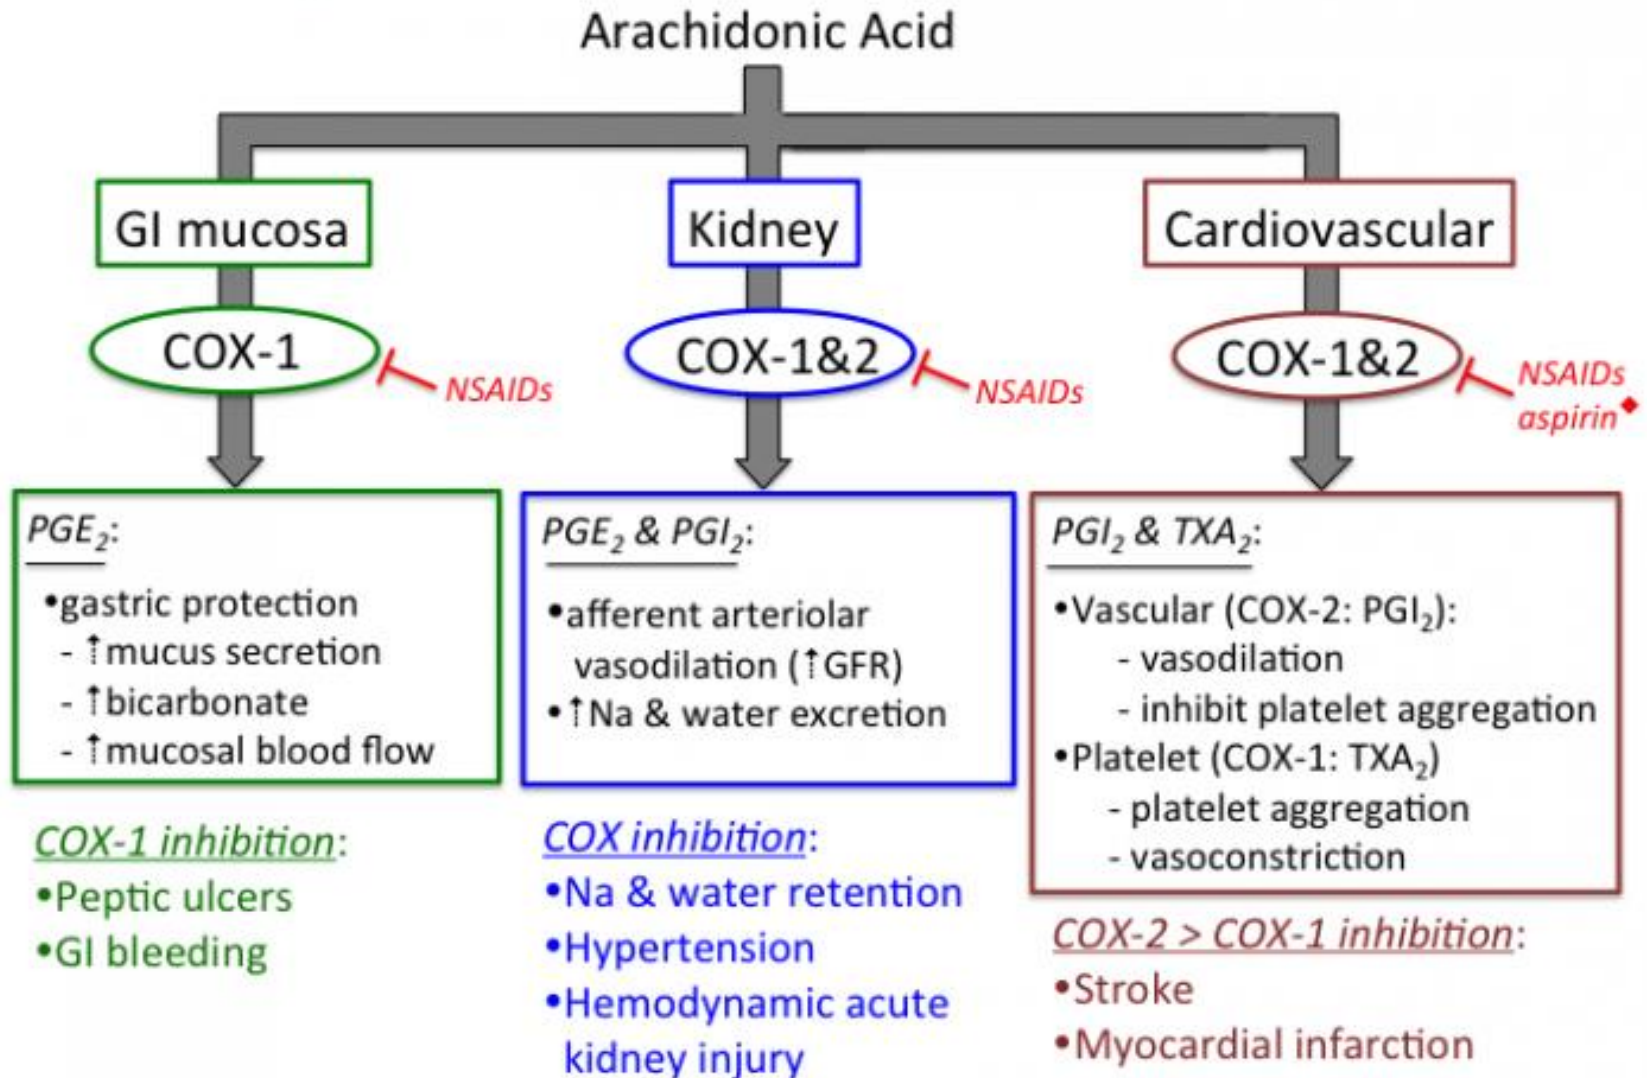 Arachidonic Acid
GI mucosa
COX-1
NSAIDs
PGE₂:
•gastric protection
- ⇡mucus secretion
- ⇡bicarbonate
- ⇡mucosal blood flow
COX-1 inhibition:
•Peptic ulcers
•GI bleeding
Kidney
COX-1&2
NSAIDs
PGE₂ & PGI₂:
•afferent arteriolar
vasodilation (⇡GFR)
•⇡Na & water excretion
COX inhibition:
•Na & water retention
•Hypertension
•Hemodynamic acute
kidney injury
Cardiovascular
COX-1&2
NSAIDs
aspirin◆
PGI₂ & TXA₂:
•Vascular (COX-2: PGI₂):
- vasodilation
- inhibit platelet aggregation
•Platelet (COX-1: TXA₂)
- platelet aggregation
- vasoconstriction
COX-2 > COX-1 inhibition:
•Stroke
•Myocardial infarction